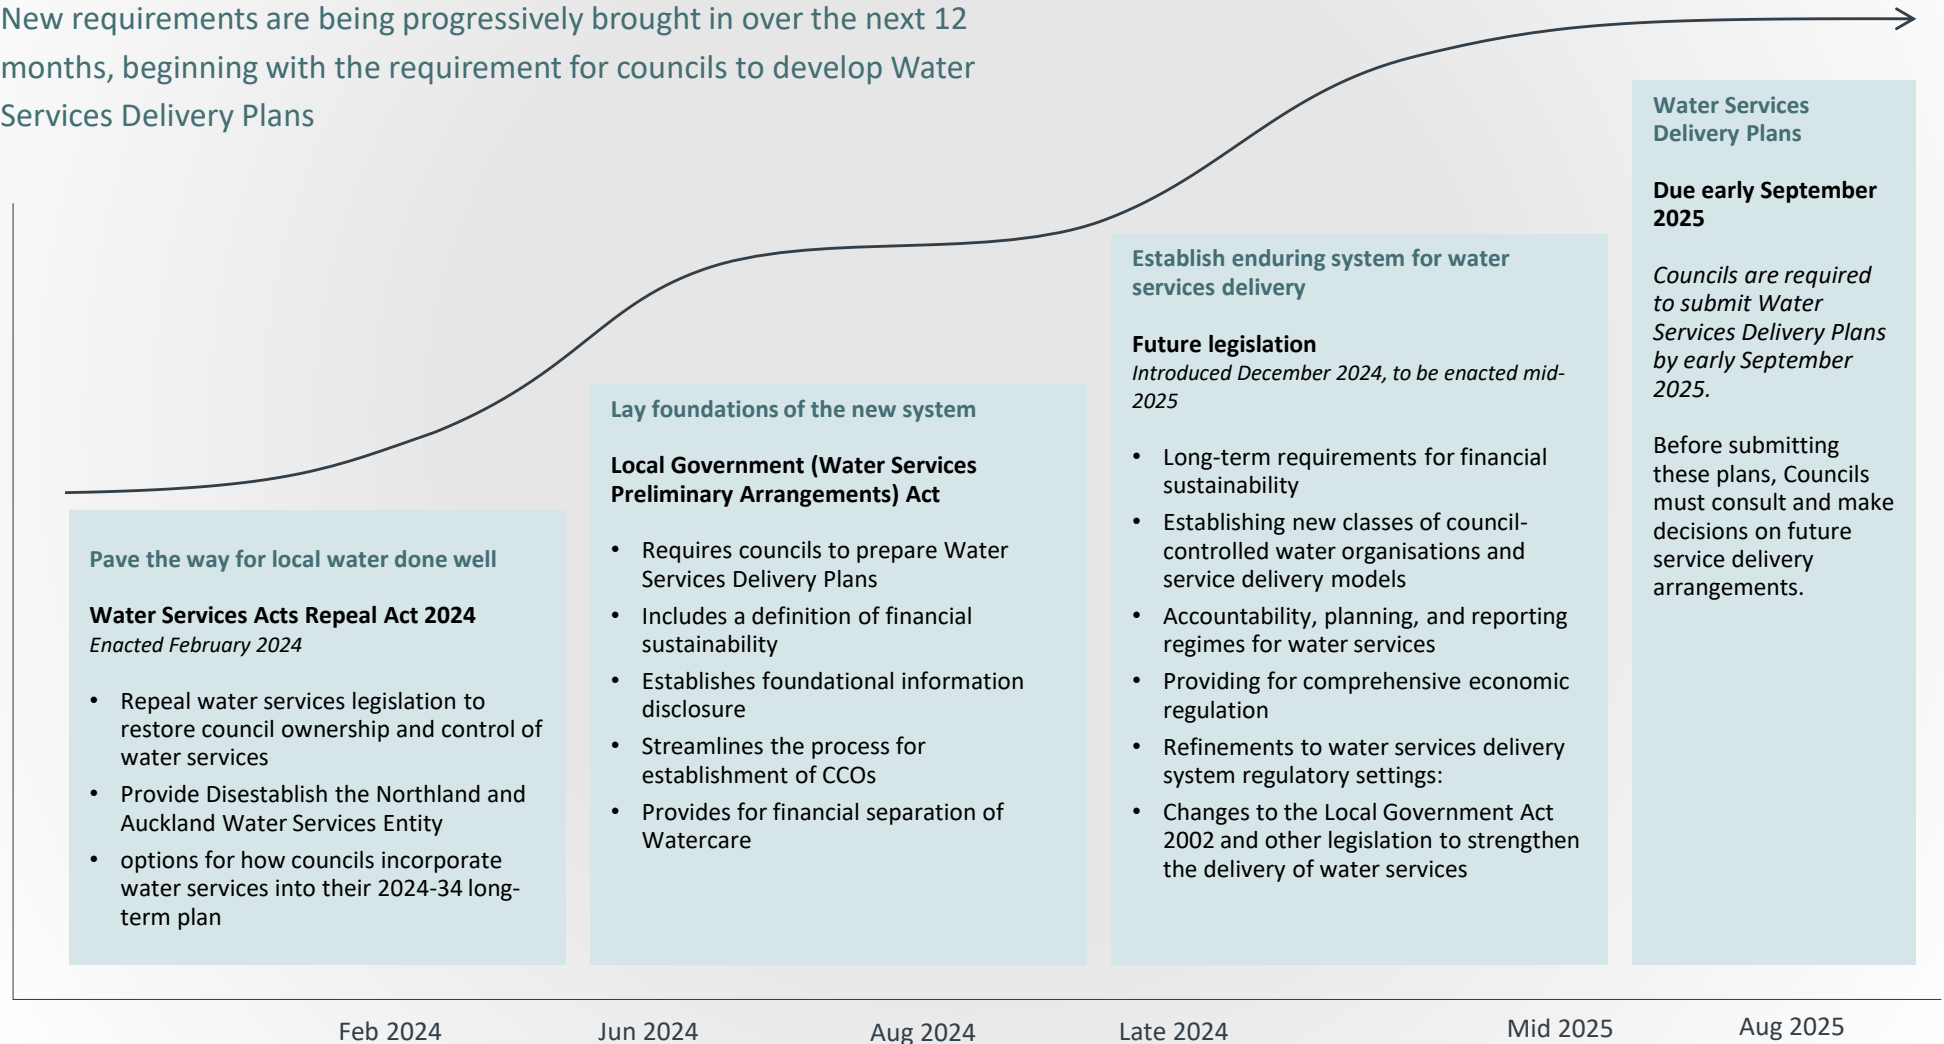 New requirements are being progressively brought in over the next 12
months, beginning with the requirement for councils to develop Water
Services Delivery Plans
Pave the way for local water done well
Water Services Acts Repeal Act 2024
Enacted February 2024
• Repeal water services legislation to
restore council ownership and control of
water services
• Provide Disestablish the Northland and
Auckland Water Services Entity
• options for how councils incorporate
water services into their 2024-34 long-
term plan
Lay foundations of the new system
Local Government (Water Services
Preliminary Arrangements) Act
• Requires councils to prepare Water
Services Delivery Plans
• Includes a definition of financial
sustainability
• Establishes foundational information
disclosure
• Streamlines the process for
establishment of CCOs
• Provides for financial separation of
Watercare
Establish enduring system for water
services delivery
Future legislation
Introduced December 2024, to be enacted mid-
2025
• Long-term requirements for financial
sustainability
• Establishing new classes of council-
controlled water organisations and
service delivery models
• Accountability, planning, and reporting
regimes for water services
• Providing for comprehensive economic
regulation
• Refinements to water services delivery
system regulatory settings:
• Changes to the Local Government Act
2002 and other legislation to strengthen
the delivery of water services
Water Services
Delivery Plans
Due early September
2025
Councils are required
to submit Water
Services Delivery Plans
by early September
2025.
Before submitting
these plans, Councils
must consult and make
decisions on future
service delivery
arrangements.
Feb 2024
Jun 2024
Aug 2024
Late 2024
Mid 2025
Aug 2025